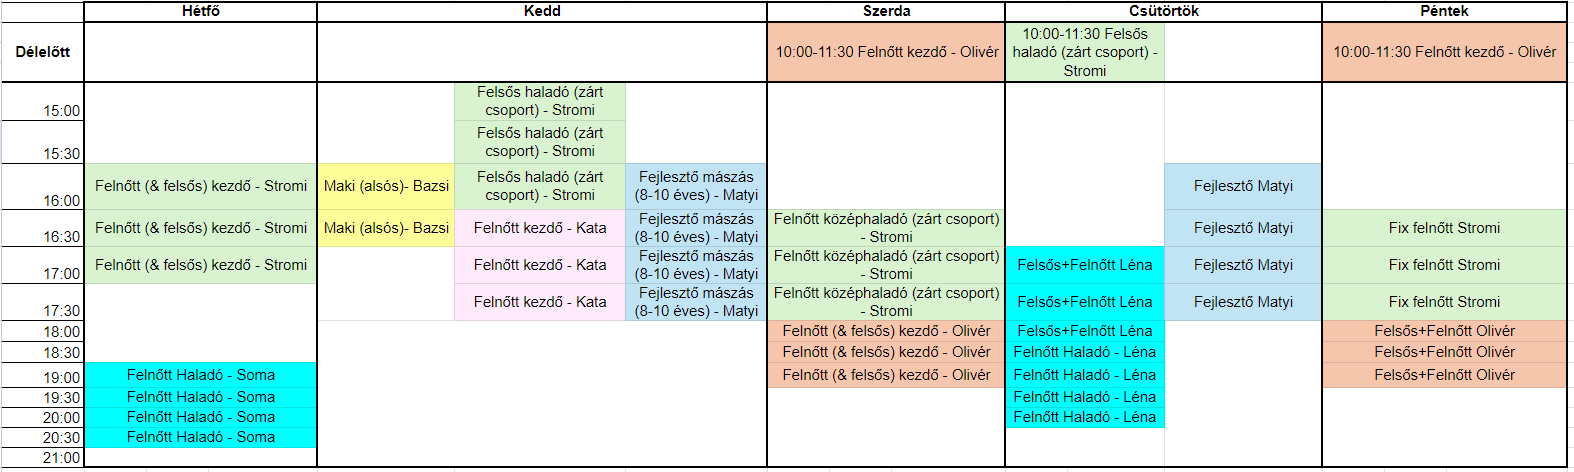 Hétfő Kedd Szerda Csütörtök Péntek
Délelőtt 10:00-11:30 Felnőtt kezdő - Olivér 10:00-11:30 Felsős haladó (zárt csoport) - Stromi 10:00-11:30 Felnőtt kezdő - Olivér
15:00 Felsős haladó (zárt csoport) - Stromi
15:30 Felsős haladó (zárt csoport) - Stromi
16:00 Felnőtt (& felsős) kezdő - Stromi Maki (alsós)- Bazsi Felsős haladó (zárt csoport) - Stromi Fejlesztő mászás (8-10 éves) - Matyi Fejlesztő Matyi
16:30 Felnőtt (& felsős) kezdő - Stromi Maki (alsós)- Bazsi Felnőtt kezdő - Kata Fejlesztő mászás (8-10 éves) - Matyi Felnőtt középhaladó (zárt csoport) - Stromi Fejlesztő Matyi Fix felnőtt Stromi
17:00 Felnőtt (& felsős) kezdő - Stromi Felnőtt kezdő - Kata Fejlesztő mászás (8-10 éves) - Matyi Felnőtt középhaladó (zárt csoport) - Stromi Felsős+Felnőtt Léna Fejlesztő Matyi Fix felnőtt Stromi
17:30 Felnőtt kezdő - Kata Fejlesztő mászás (8-10 éves) - Matyi Felnőtt középhaladó (zárt csoport) - Stromi Felsős+Felnőtt Léna Fejlesztő Matyi Fix felnőtt Stromi
18:00 Felnőtt (& felsős) kezdő - Olivér Felsős+Felnőtt Léna Felsős+Felnőtt Olivér
18:30 Felnőtt (& felsős) kezdő - Olivér Felnőtt Haladó - Léna Felsős+Felnőtt Olivér
19:00 Felnőtt Haladó - Soma Felnőtt (& felsős) kezdő - Olivér Felnőtt Haladó - Léna Felsős+Felnőtt Olivér
19:30 Felnőtt Haladó - Soma Felnőtt Haladó - Léna
20:00 Felnőtt Haladó - Soma Felnőtt Haladó - Léna
20:30 Felnőtt Haladó - Soma
21:00